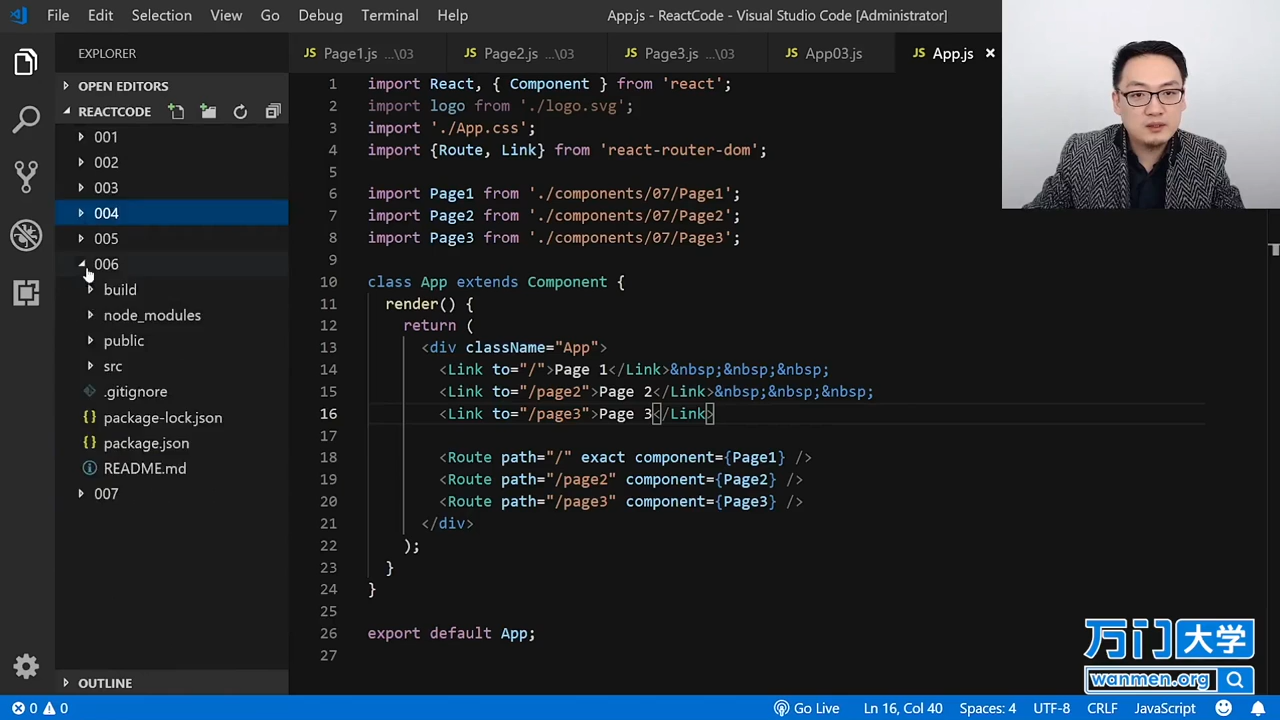 File Edit Selection View Go Debug Terminal Help App.js - ReactCode - Visual Studio Code [Administrator]
EXPLORER
JS Page1.js ...\03 JS Page2.js ...\03 JS Page3.js ...\03 JS App03.js JS App.js ×
OPEN EDITORS
REACTCODE
001
002
003
004
005
006
build
node_modules
public
src
.gitignore
{} package-lock.json
{} package.json
README.md
007
OUTLINE
1 import React, { Component } from 'react';
2 import logo from './logo.svg';
3 import './App.css';
4 import {Route, Link} from 'react-router-dom';
5
6 import Page1 from './components/07/Page1';
7 import Page2 from './components/07/Page2';
8 import Page3 from './components/07/Page3';
9
10 class App extends Component {
11 render() {
12 return (
13 <div className="App">
14 <Link to="/">Page 1</Link>&nbsp;&nbsp;&nbsp;
15 <Link to="/page2">Page 2</Link>&nbsp;&nbsp;&nbsp;
16 <Link to="/page3">Page 3</Link>
17
18 <Route path="/" exact component={Page1} />
19 <Route path="/page2" component={Page2} />
20 <Route path="/page3" component={Page3} />
21 </div>
22 );
23 }
24 }
25
26 export default App;
27
万门大学
wanmen.org
0 0 Go Live Ln 16, Col 40 Spaces: 4 UTF-8 CRLF JavaScript